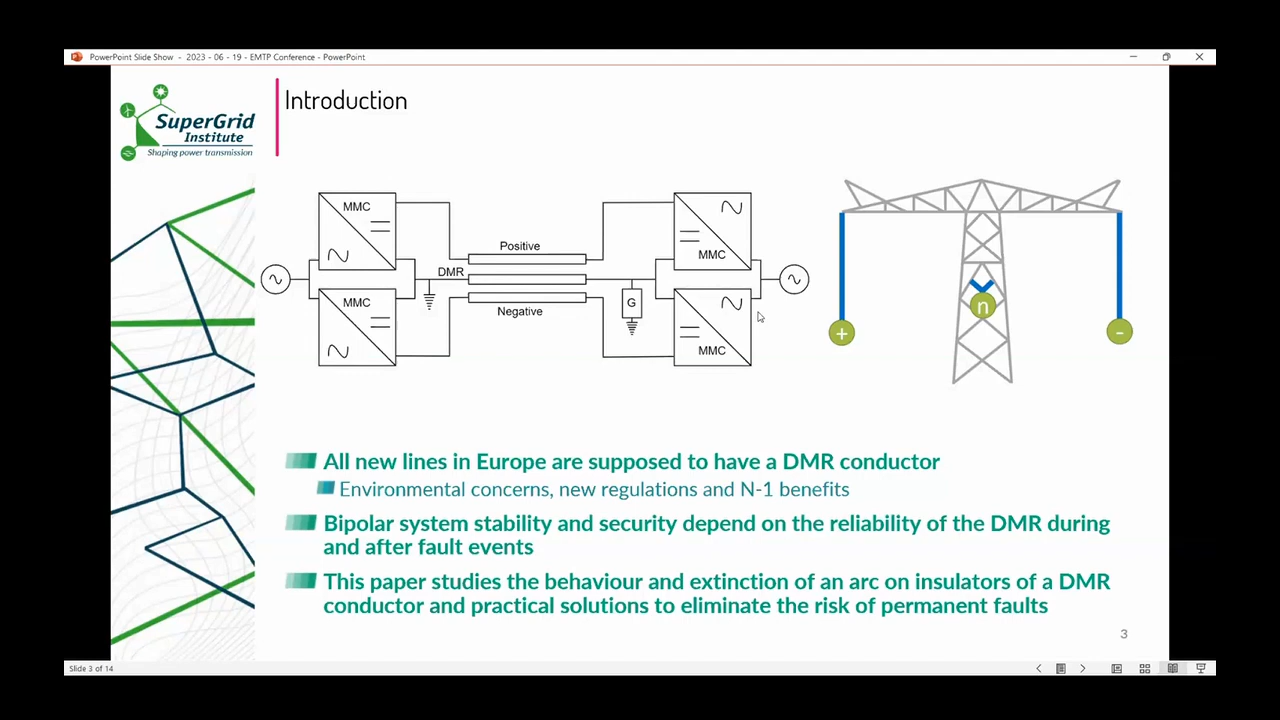 PowerPoint Slide Show - 2023 - 06 - 19 - EMTP Conference - PowerPoint
SuperGrid
Institute
Shaping power transmission
Introduction
MMC
MMC
Positive
MMC
DMR
MMC
G
Negative
MMC
n
+
-
All new lines in Europe are supposed to have a DMR conductor
Environmental concerns, new regulations and N-1 benefits
Bipolar system stability and security depend on the reliability of the DMR during
and after fault events
This paper studies the behaviour and extinction of an arc on insulators of a DMR
conductor and practical solutions to eliminate the risk of permanent faults
3
Slide 3 of 14